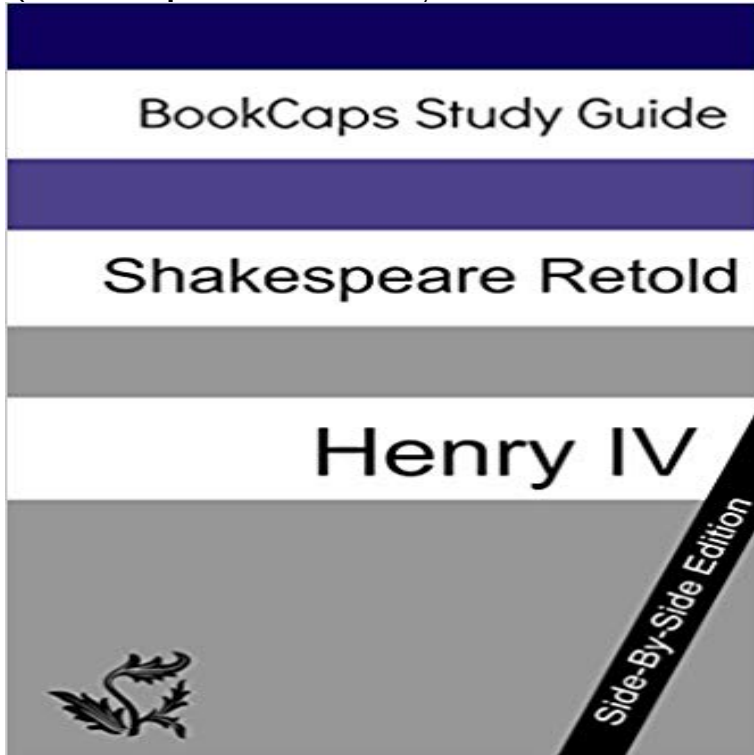 BookCaps Study Guide
Shakespeare Retold
Henry IV
Side-By-Side Edition